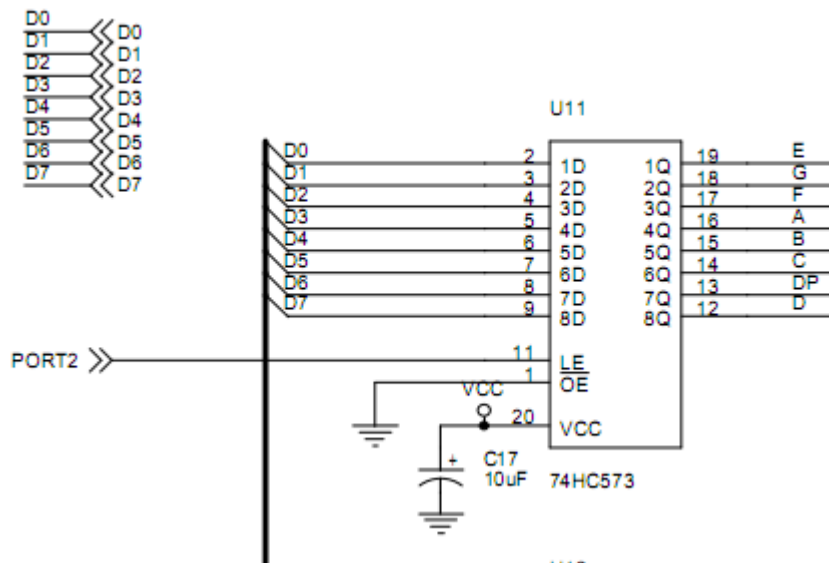 D0
D1
D2
D3
D4
D5
D6
D7
D0
D1
D2
D3
D4
D5
D6
D7
U11
D0 2 1D 1Q 19 E
D1 3 2D 2Q 18 G
D2 4 3D 3Q 17 F
D3 5 4D 4Q 16 A
D4 6 5D 5Q 15 B
D5 7 6D 6Q 14 C
D6 8 7D 7Q 13 DP
D7 9 8D 8Q 12 D
PORT2 11 LE
1 OE
VCC 20 VCC
+ C17
10uF 74HC573